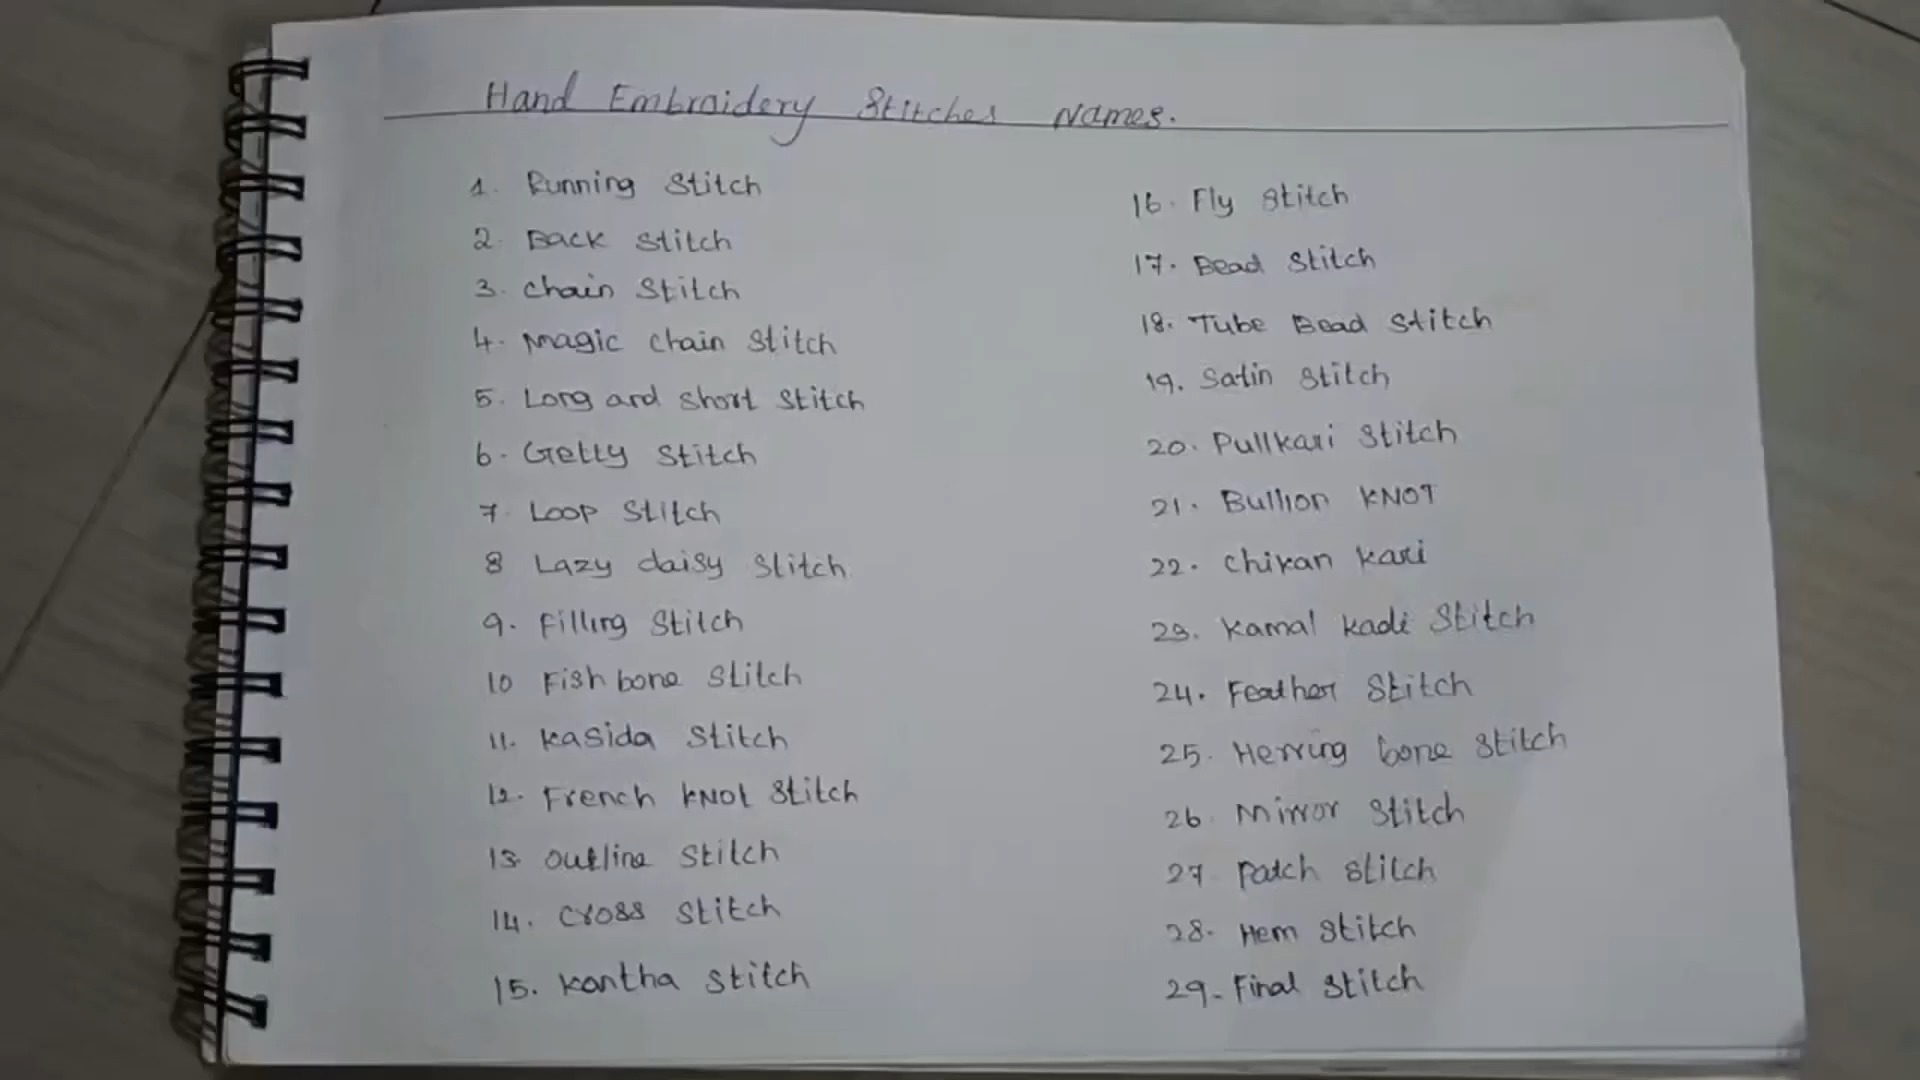 Hand Embroidery Stitches Names.
1. Running Stitch
2. Back Stitch
3. Chain Stitch
4. Magic Chain Stitch
5. Long and Short Stitch
6. Getty Stitch
7. Loop Stitch
8 Lazy daisy Stitch
9. Filling Stitch
10 Fish bone Stitch
11. Kasida Stitch
12. French KNot Stitch
13. Outline Stitch
14. Cross Stitch
15. Kantha Stitch
16. Fly Stitch
17. Bead Stitch
18. Tube Bead Stitch
19. Satin Stitch
20. Pullkari Stitch
21. Bullion KNOT
22. Chikan Kari
23. Kamal Kadi Stitch
24. Feather Stitch
25. Herring bone Stitch
26. Mirror Stitch
27. Patch Stitch
28. Hem Stitch
29. Final Stitch